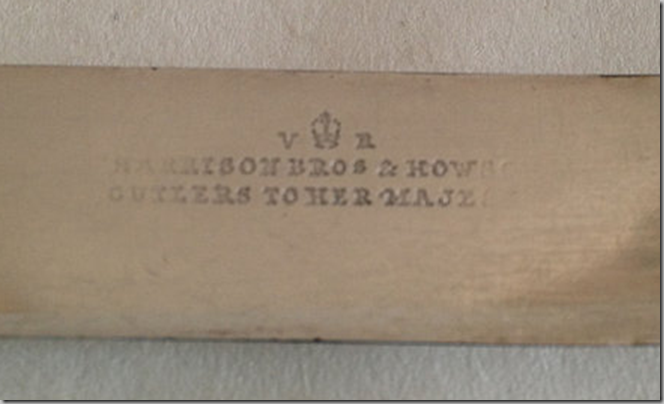 V R
HARRISON BROS & HOWS
CUTLERS TO HER MAJE